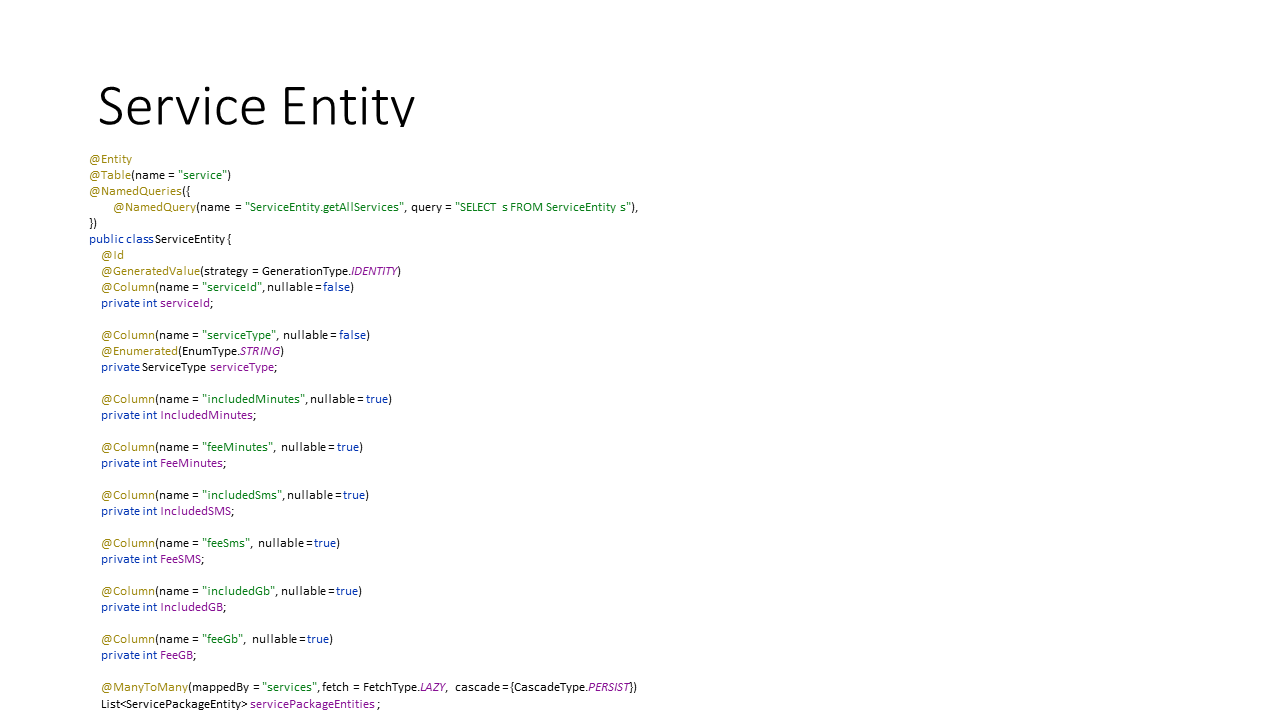 Service Entity
@Entity
@Table(name = "service")
@NamedQueries({
@NamedQuery(name = "ServiceEntity.getAllServices", query = "SELECT s FROM ServiceEntity s"),
})
public class ServiceEntity {
@Id
@GeneratedValue(strategy = GenerationType.IDENTITY)
@Column(name = "serviceId", nullable = false)
private int serviceId;
@Column(name = "serviceType", nullable = false)
@Enumerated(EnumType.STRING)
private ServiceType serviceType;
@Column(name = "includedMinutes", nullable = true)
private int IncludedMinutes;
@Column(name = "feeMinutes", nullable = true)
private int FeeMinutes;
@Column(name = "includedSms", nullable = true)
private int IncludedSMS;
@Column(name = "feeSms", nullable = true)
private int FeeSMS;
@Column(name = "includedGb", nullable = true)
private int IncludedGB;
@Column(name = "feeGb", nullable = true)
private int FeeGB;
@ManyToMany(mappedBy = "services", fetch = FetchType.LAZY, cascade = {CascadeType.PERSIST})
List<ServicePackageEntity> servicePackageEntities ;